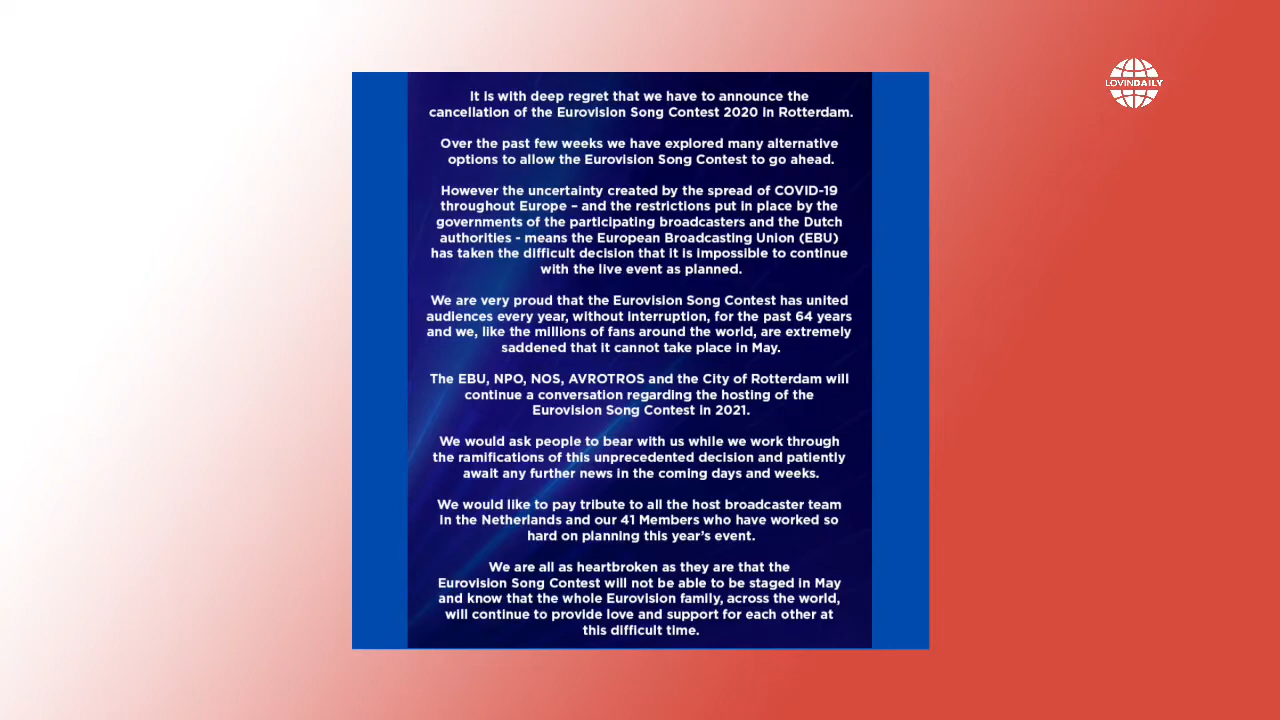 LOVINDAILY
It is with deep regret that we have to announce the
cancellation of the Eurovision Song Contest 2020 in Rotterdam.
Over the past few weeks we have explored many alternative
options to allow the Eurovision Song Contest to go ahead.
However the uncertainty created by the spread of COVID-19
throughout Europe – and the restrictions put in place by the
governments of the participating broadcasters and the Dutch
authorities - means the European Broadcasting Union (EBU)
has taken the difficult decision that it is impossible to continue
with the live event as planned.
We are very proud that the Eurovision Song Contest has united
audiences every year, without interruption, for the past 64 years
and we, like the millions of fans around the world, are extremely
saddened that it cannot take place in May.
The EBU, NPO, NOS, AVROTROS and the City of Rotterdam will
continue a conversation regarding the hosting of the
Eurovision Song Contest in 2021.
We would ask people to bear with us while we work through
the ramifications of this unprecedented decision and patiently
await any further news in the coming days and weeks.
We would like to pay tribute to all the host broadcaster team
in the Netherlands and our 41 Members who have worked so
hard on planning this year's event.
We are all as heartbroken as they are that the
Eurovision Song Contest will not be able to be staged in May
and know that the whole Eurovision family, across the world,
will continue to provide love and support for each other at
this difficult time.